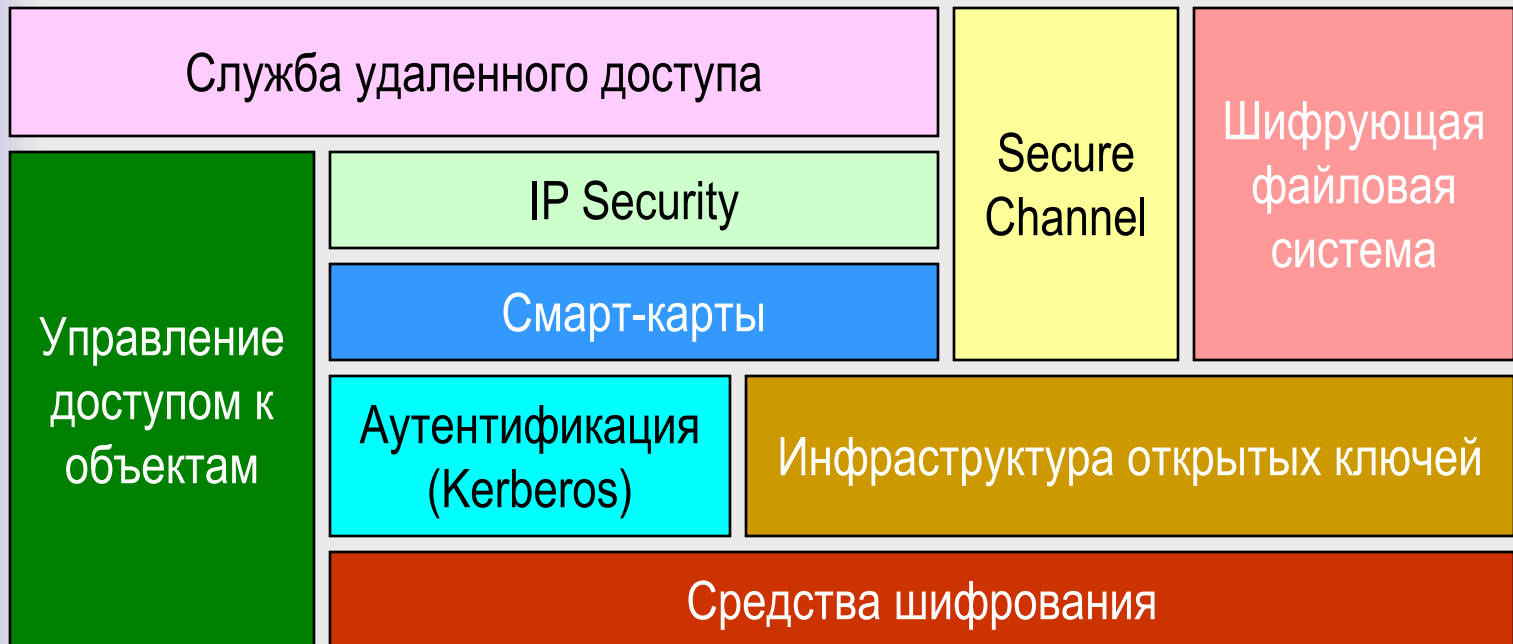 Служба удаленного доступа
Secure
Channel
Шифрующая
файловая
система
IP Security
Смарт-карты
Управление
доступом к
объектам
Аутентификация
(Kerberos)
Инфраструктура открытых ключей
Средства шифрования